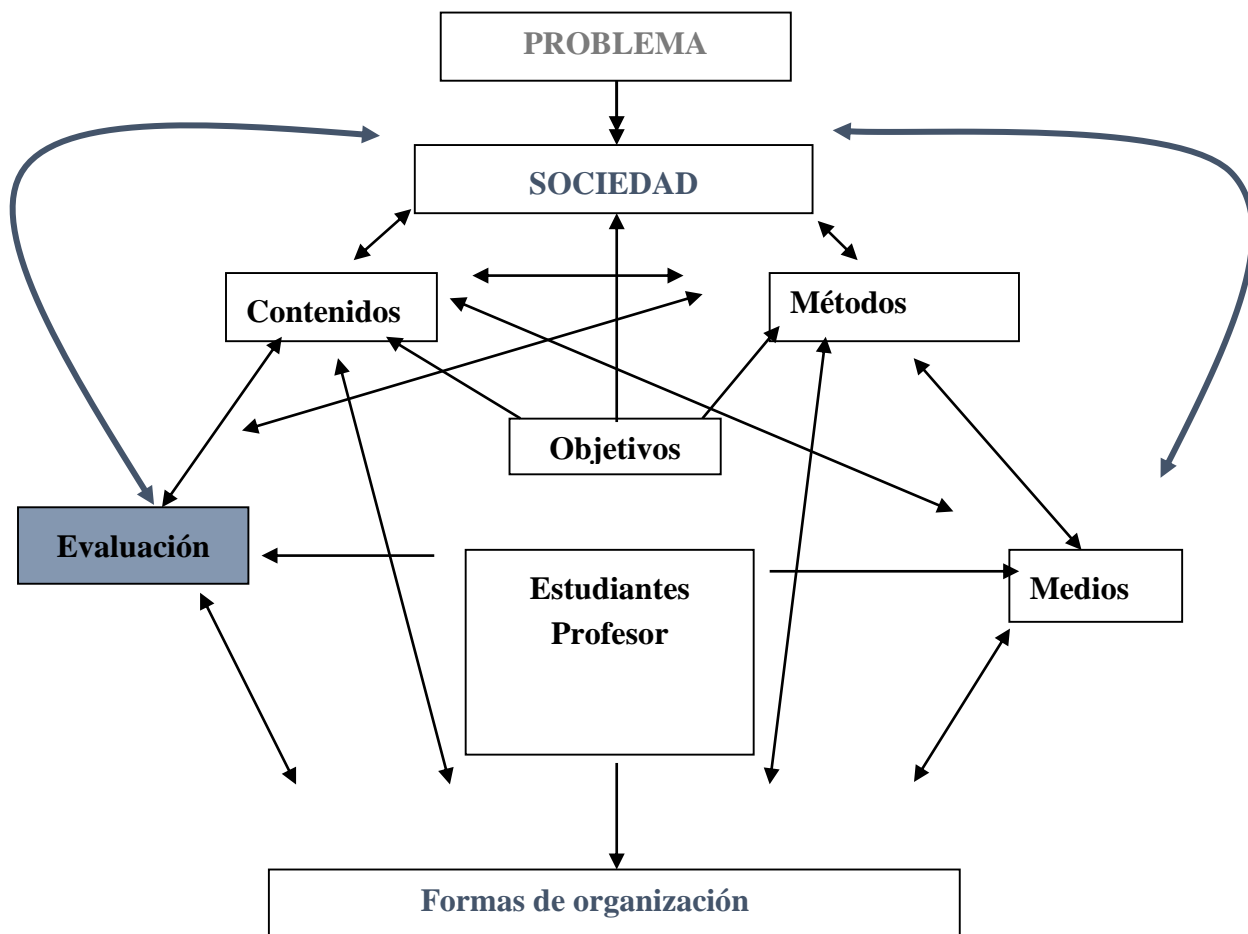 PROBLEMA
SOCIEDAD
Contenidos
Métodos
Objetivos
Evaluación
Estudiantes
Profesor
Medios
Formas de organización